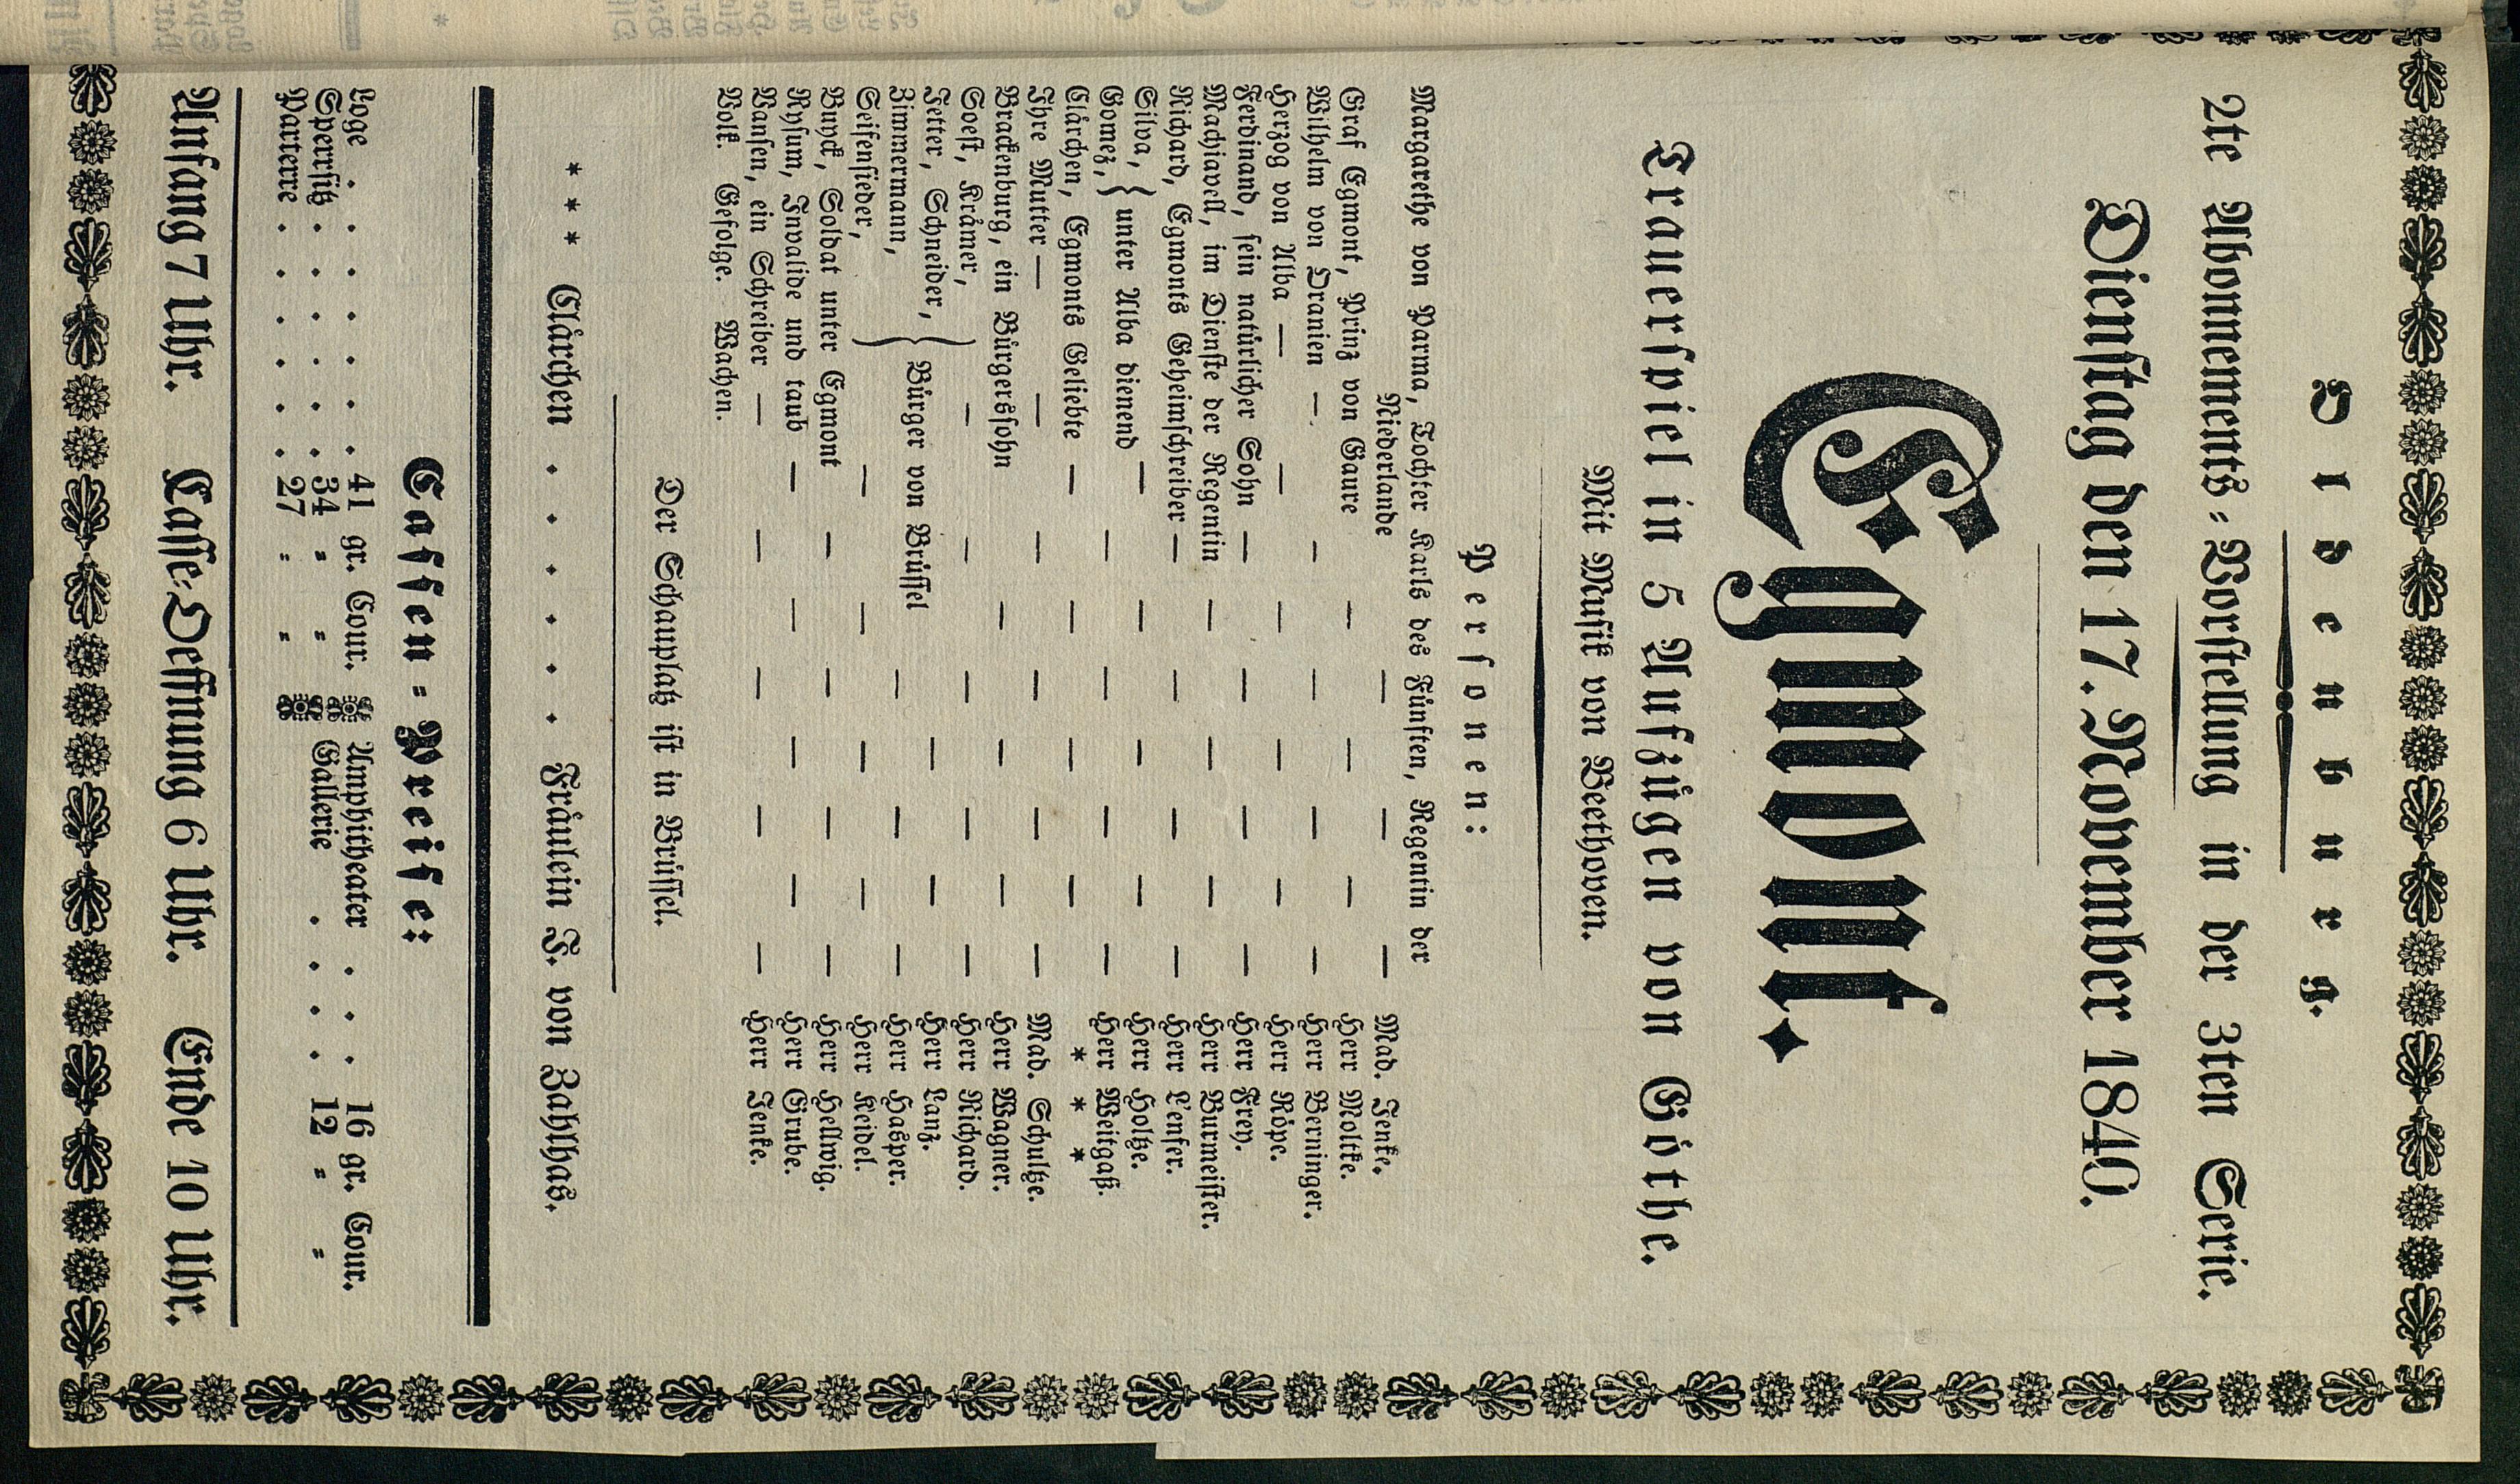 Oldenburg.
2te Abonnements-Vorstellung in der 3ten Serie.
Dienstag den 17. November 1840.
Egmont.
Trauerspiel in 5 Aufzügen von Göthe.
Mit Musik von Beethoven.
Personen:
Margarethe von Parma, Tochter Karls des Fünften, Regentin der
Niederlande — — — Mad. Jenke.
Graf Egmont, Prinz von Gaure — — — Herr Moltke.
Wilhelm von Oranien — — — — — Herr Berninger.
Herzog von Alba — — — — — — Herr Röpe.
Ferdinand, sein natürlicher Sohn — — — — Herr Frey.
Machiavell, im Dienste der Regentin — — — Herr Burmeister.
Richard, Egmonts Geheimschreiber — — — — Herr Lenser.
Silva, } unter Alba dienend — — — — Herr Holtze.
Gomez, — — — — Herr Weitgaß.
Clärchen, Egmonts Geliebte — — — — * * *
Ihre Mutter — — — — — — Mad. Schultze.
Brackenburg, ein Bürgerssohn — — — Herr Wagner.
Soest, Krämer, — — — — — Herr Richard.
Jetter, Schneider, } Bürger von Brüssel — — Herr Lanz.
Zimmermann, — — — Herr Hasper.
Seifensieder, — — — — Herr Keidel.
Buyck, Soldat unter Egmont — — — — Herr Hellwig.
Ruysum, Invalide und taub — — — — Herr Grube.
Vansen, ein Schreiber — — — — — Herr Jenke.
Volk. Gefolge. Wachen.
Der Schauplatz ist in Brüssel.
* * * Clärchen . . . . . . Fräulein F. von Zahlhas.
Cassen-Preise:
Loge . . . . . . . 41 gr. Cour. Amphitheater . . . 16 gr. Cour.
Sperrsitz . . . . . . 34 - - Gallerie . . . . 12 - -
Parterre . . . . . . 27 - -
Anfang 7 Uhr. Casse-Oeffnung 6 Uhr. Ende 10 Uhr.